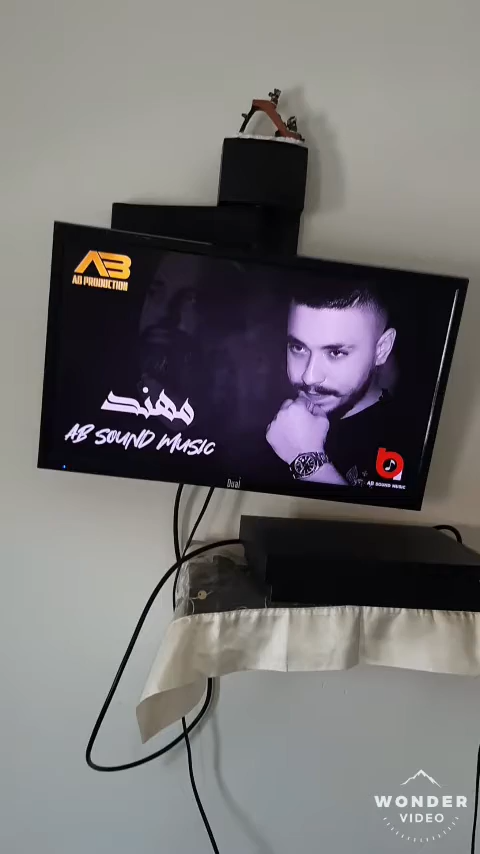 AB
AB PRODUCTION
مهند
AB SOUND MUSIC
AB SOUND MUSIC
Dual
WONDER
VIDEO